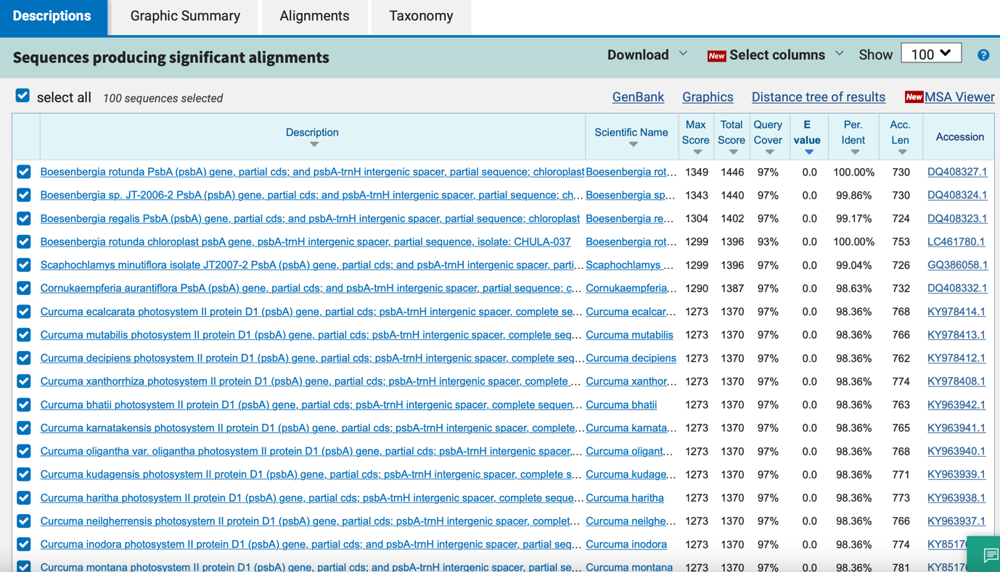 Descriptions Graphic Summary Alignments Taxonomy
Sequences producing significant alignments Download New Select columns Show 100 ?
select all 100 sequences selected GenBank Graphics Distance tree of results New MSA Viewer
Description Scientific Name Max Score Total Score Query Cover E value Per. Ident Acc. Len Accession
Boesenbergia rotunda PsbA (psbA) gene, partial cds; and psbA-trnH intergenic spacer, partial sequence; chloroplast Boesenbergia rot... 1349 1446 97% 0.0 100.00% 730 DQ408327.1
Boesenbergia sp. JT-2006-2 PsbA (psbA) gene, partial cds; and psbA-trnH intergenic spacer, partial sequence; ch... Boesenbergia sp... 1343 1440 97% 0.0 99.86% 730 DQ408324.1
Boesenbergia regalis PsbA (psbA) gene, partial cds; and psbA-trnH intergenic spacer, partial sequence; chloroplast Boesenbergia re... 1304 1402 97% 0.0 99.17% 724 DQ408323.1
Boesenbergia rotunda chloroplast psbA gene, psbA-trnH intergenic spacer, partial sequence, isolate: CHULA-037 Boesenbergia rot... 1299 1396 93% 0.0 100.00% 753 LC461780.1
Scaphochlamys minutiflora isolate JT2007-2 PsbA (psbA) gene, partial cds; and psbA-trnH intergenic spacer, parti... Scaphochlamys ... 1299 1396 97% 0.0 99.04% 726 GQ386058.1
Cornukaempferia aurantiflora PsbA (psbA) gene, partial cds; and psbA-trnH intergenic spacer, partial sequence; c... Cornukaempferia... 1290 1387 97% 0.0 98.63% 732 DQ408332.1
Curcuma ecalcarata photosystem II protein D1 (psbA) gene, partial cds; psbA-trnH intergenic spacer, complete se... Curcuma ecalcar... 1273 1370 97% 0.0 98.36% 768 KY978414.1
Curcuma mutabilis photosystem II protein D1 (psbA) gene, partial cds; psbA-trnH intergenic spacer, complete seq... Curcuma mutabilis 1273 1370 97% 0.0 98.36% 766 KY978413.1
Curcuma decipiens photosystem II protein D1 (psbA) gene, partial cds; psbA-trnH intergenic spacer, complete seq... Curcuma decipiens 1273 1370 97% 0.0 98.36% 762 KY978412.1
Curcuma xanthorrhiza photosystem II protein D1 (psbA) gene, partial cds; psbA-trnH intergenic spacer, complete ... Curcuma xanthor... 1273 1370 97% 0.0 98.36% 774 KY978408.1
Curcuma bhatii photosystem II protein D1 (psbA) gene, partial cds; psbA-trnH intergenic spacer, complete sequen... Curcuma bhatii 1273 1370 97% 0.0 98.36% 763 KY963942.1
Curcuma karnatakensis photosystem II protein D1 (psbA) gene, partial cds; psbA-trnH intergenic spacer, complete... Curcuma karnata... 1273 1370 97% 0.0 98.36% 765 KY963941.1
Curcuma oligantha var. oligantha photosystem II protein D1 (psbA) gene, partial cds; psbA-trnH intergenic spacer,... Curcuma oligant... 1273 1370 97% 0.0 98.36% 768 KY963940.1
Curcuma kudagensis photosystem II protein D1 (psbA) gene, partial cds; psbA-trnH intergenic spacer, complete s... Curcuma kudage... 1273 1370 97% 0.0 98.36% 771 KY963939.1
Curcuma haritha photosystem II protein D1 (psbA) gene, partial cds; psbA-trnH intergenic spacer, complete seque... Curcuma haritha 1273 1370 97% 0.0 98.36% 773 KY963938.1
Curcuma neilgherrensis photosystem II protein D1 (psbA) gene, partial cds; psbA-trnH intergenic spacer, complet... Curcuma neilghe... 1273 1370 97% 0.0 98.36% 766 KY963937.1
Curcuma inodora photosystem II protein D1 (psbA) gene, partial cds; and psbA-trnH intergenic spacer, partial seq... Curcuma inodora 1273 1370 97% 0.0 98.36% 774
Curcuma montana photosystem II protein D1 (psbA) gene, partial cds; and psbA-trnH intergenic spacer, partial se... Curcuma montana 1273 1370 97% 0.0 98.36% 781